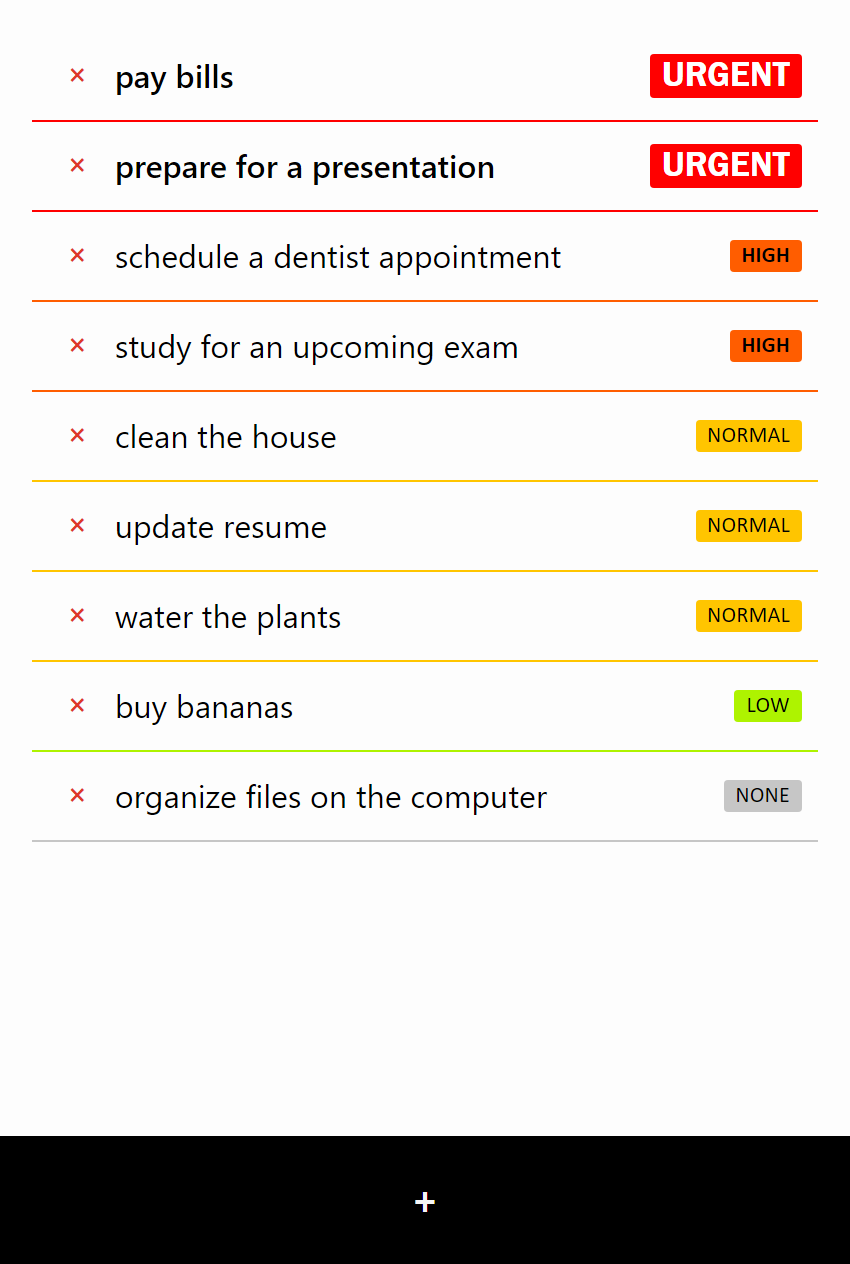 × pay bills URGENT
× prepare for a presentation URGENT
× schedule a dentist appointment HIGH
× study for an upcoming exam HIGH
× clean the house NORMAL
× update resume NORMAL
× water the plants NORMAL
× buy bananas LOW
× organize files on the computer NONE
+